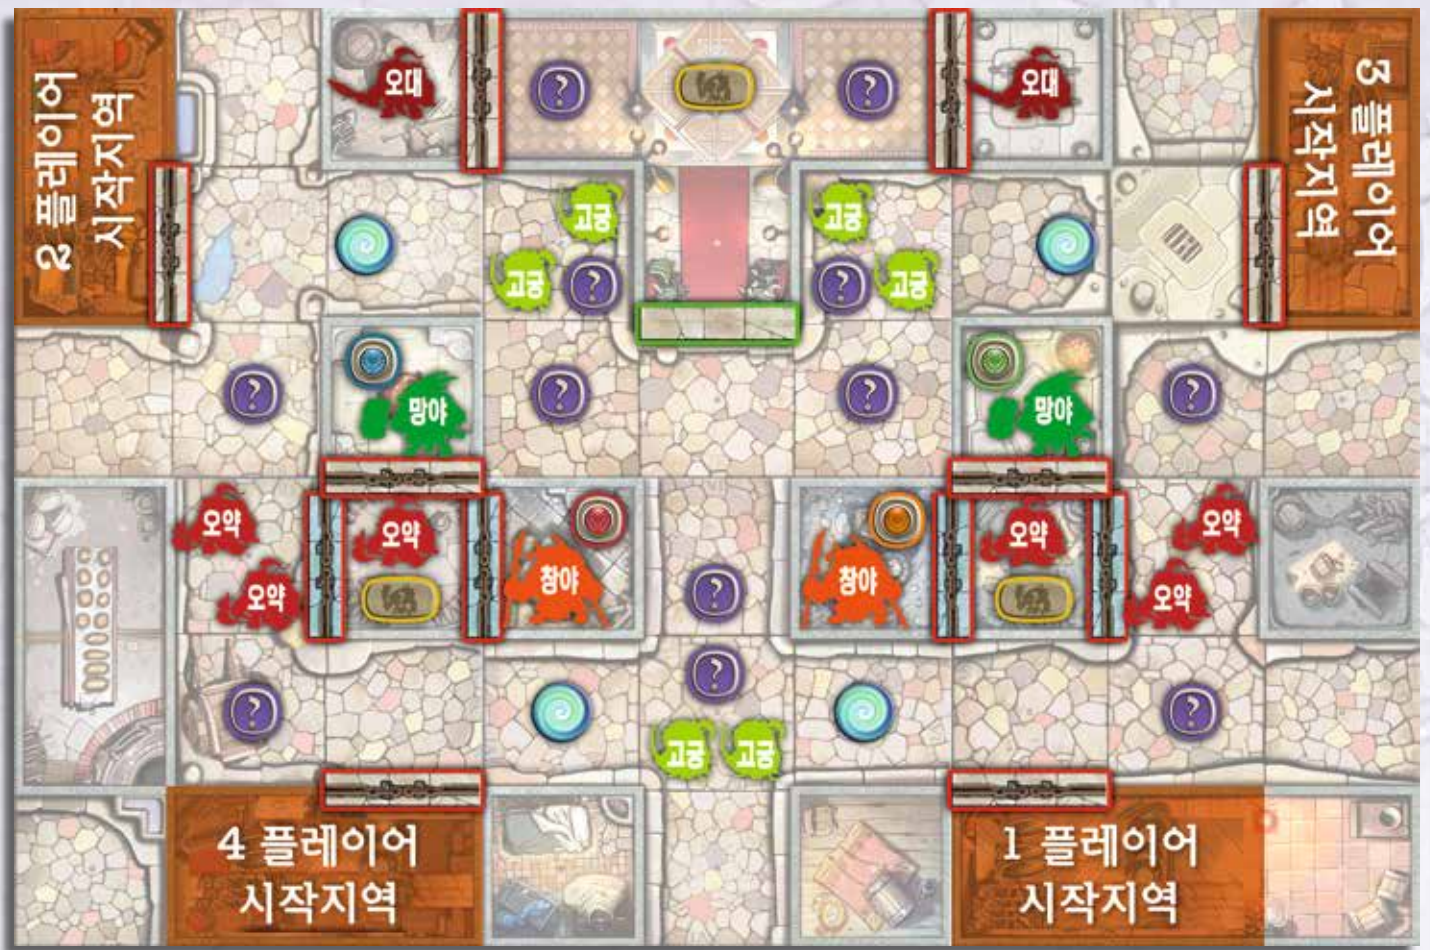 2 플레이어
시작지역
오대
?
?
오대
3 플레이어
시작지역
고궁
고궁
?
고궁
?
고궁
?
망야
?
?
망야
?
오약
오약
오약
창야
?
창야
오약
오약
오약
?
?
고궁
고궁
?
4 플레이어
시작지역
1 플레이어
시작지역